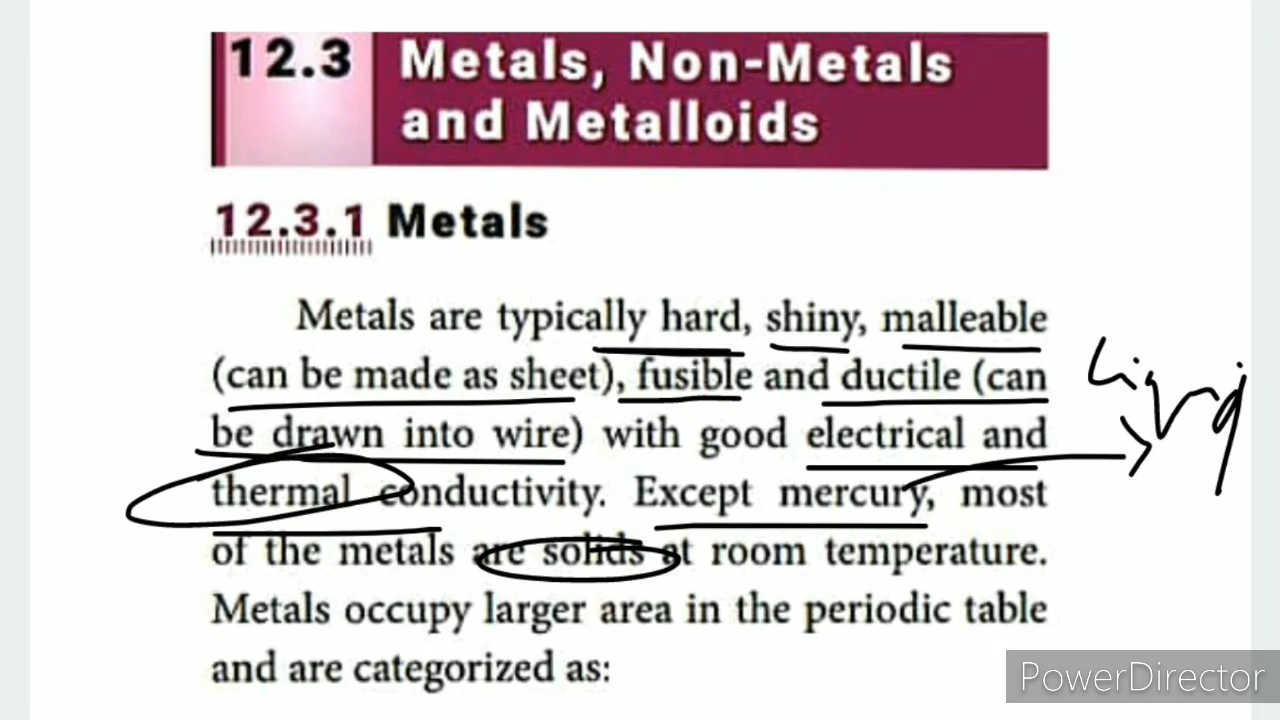 12.3 Metals, Non-Metals
and Metalloids
12.3.1 Metals
Metals are typically hard, shiny, malleable
(can be made as sheet), fusible and ductile (can
be drawn into wire) with good electrical and
thermal conductivity. Except mercury, most
of the metals are solids at room temperature.
Metals occupy larger area in the periodic table
and are categorized as:
Liquid
PowerDirector